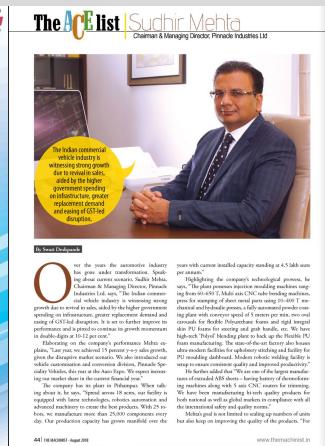 The ACE list
Sudhir Mehta
Chairman & Managing Director, Pinnacle Industries Ltd
The Indian commercial
vehicle industry is
witnessing strong growth
due to revival in sales,
aided by the higher
government spending
on infrastructure, greater
replacement demand
and easing of GST-led
disruption.
By Swati Deshpande
Over the years the automotive industry
has gone under transformation. Speak-
ing about current scenario, Sudhir Mehta,
Chairman & Managing Director, Pinnacle
Industries Ltd. says, "The Indian commer-
cial vehicle industry is witnessing strong
growth due to revival in sales, aided by the higher government
spending on infrastructure, greater replacement demand and
easing of GST-led disruption. It is set to further improve its
performance and is pitted to continue its growth momentum
in double-digits at 10-12 per cent."
Elaborating on the company's performance Mehta ex-
plains, "Last year, we achieved 15 percent y-o-y sales growth,
given the disruptive market scenario. We also introduced our
vehicle customisation and conversion division, Pinnacle Spe-
cialty Vehicles, this year at the Auto Expo. We expect increas-
ing our market share in the current financial year."
The company has its plant in Pithampur. When talk-
ing about it, he says, "Spread across 18 acres, our facility is
equipped with latest technologies, robotics automation and
advanced machinery to create the best products. With 25 ro-
bots, we manufacture more than 25,000 components every
day. Our production capacity has grown manifold over the
years with current installed capacity standing at 4.5 lakh seats
per annum."
Highlighting the company's technological prowess, he
says, "The plant possesses injection moulding machines rang-
ing from 60-650 T, Multi axis CNC tube bending machines,
press for stamping of sheet metal parts using 10-400 T me-
chanical and hydraulic presses, a fully-automated powder coat-
ing plant with conveyor speed of 5 meters per min, two oval
carousals for flexible Polyurethane foams and rigid integral
skin PU foams for steering and grab handle, etc. We have
high-tech 'Polyol' blending plant to back up the Flexible PU
foam manufacturing. The state-of-the-art factory also houses
ultra-modern facilities for upholstery stitching and facility for
PU moulding dashboard. Modern robotic welding facility is
setup to ensure consistent quality and improved productivity."
He further added that "We are one of the largest manufac-
turers of extruded ABS sheets – having battery of thermoform-
ing machines along with 5 axis CNC routers for trimming.
We have been manufacturing hi-tech quality products for
both national as well as global markets in compliance with all
the international safety and quality norms."
Mehta's goal is not limited to scaling up numbers of units
but also keep on improving the quality of the products. "For
44 | THE MACHINIST - August 2018
www.themachinist.in